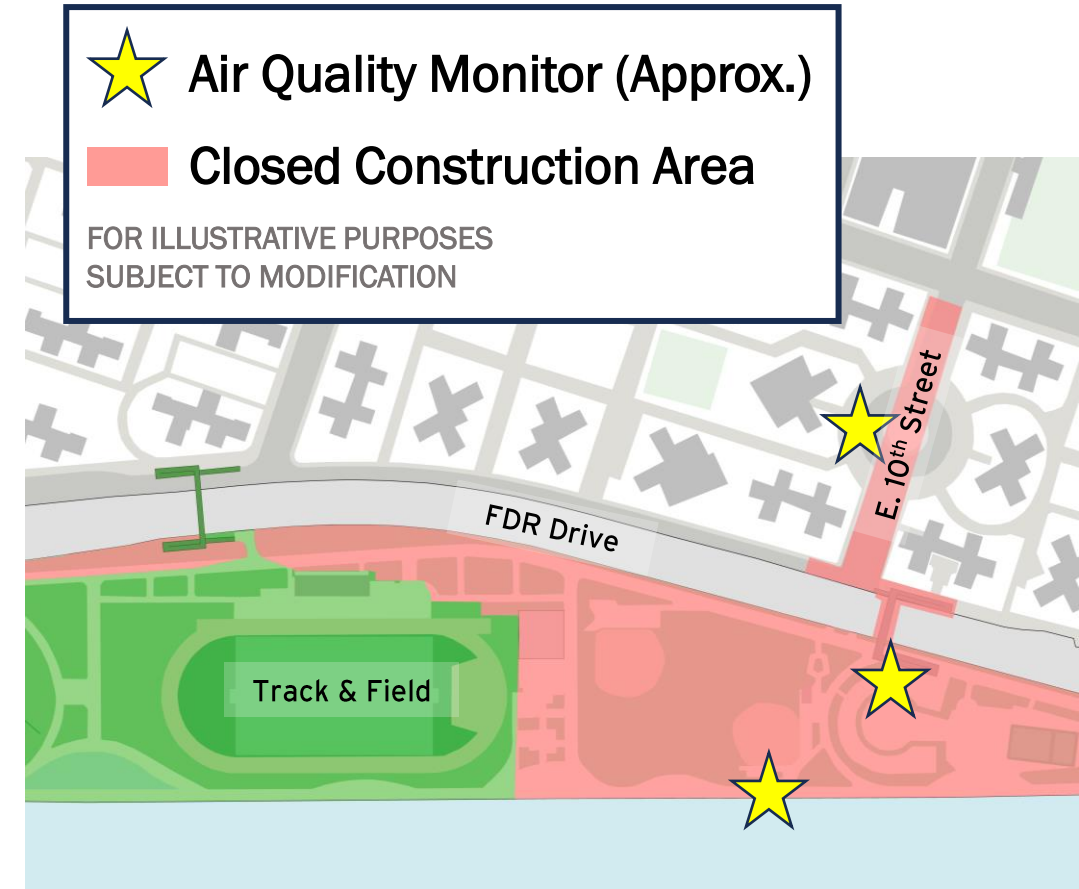 Air Quality Monitor (Approx.)
Closed Construction Area
FOR ILLUSTRATIVE PURPOSES
SUBJECT TO MODIFICATION
E. 10th Street
FDR Drive
Track & Field